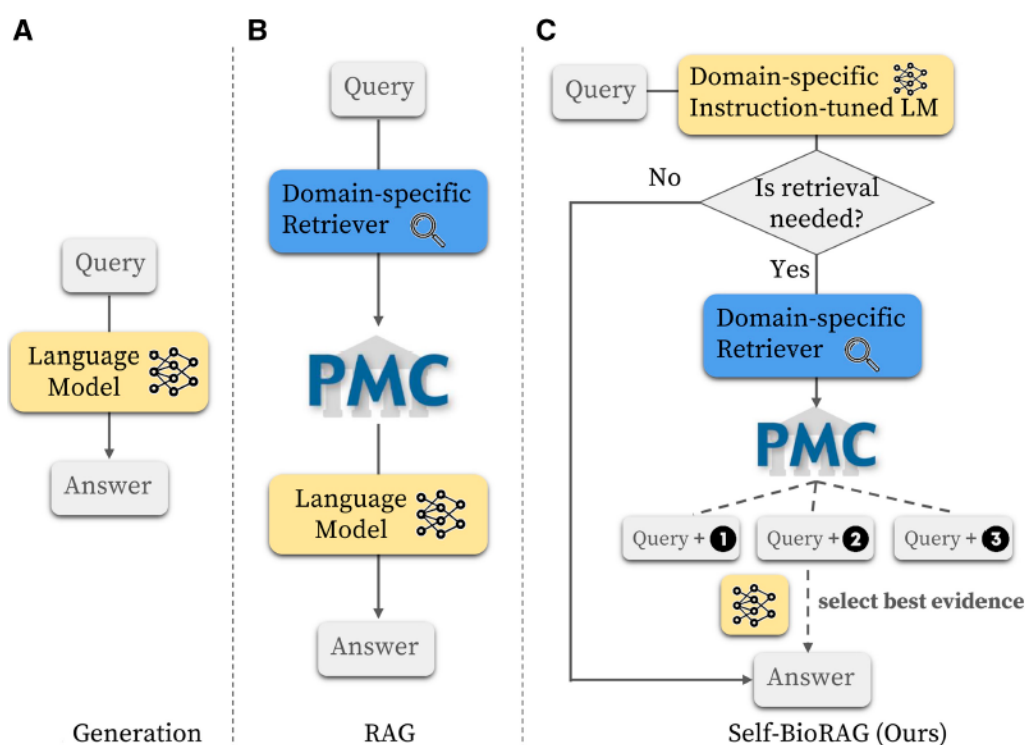 A
Query
Language
Model
Answer
Generation
B
Query
Domain-specific
Retriever
PMC
Language
Model
Answer
RAG
C
Query
Domain-specific
Instruction-tuned LM
Is retrieval
needed?
No
Yes
Domain-specific
Retriever
PMC
Query + 1
Query + 2
Query + 3
select best evidence
Answer
Self-BioRAG (Ours)